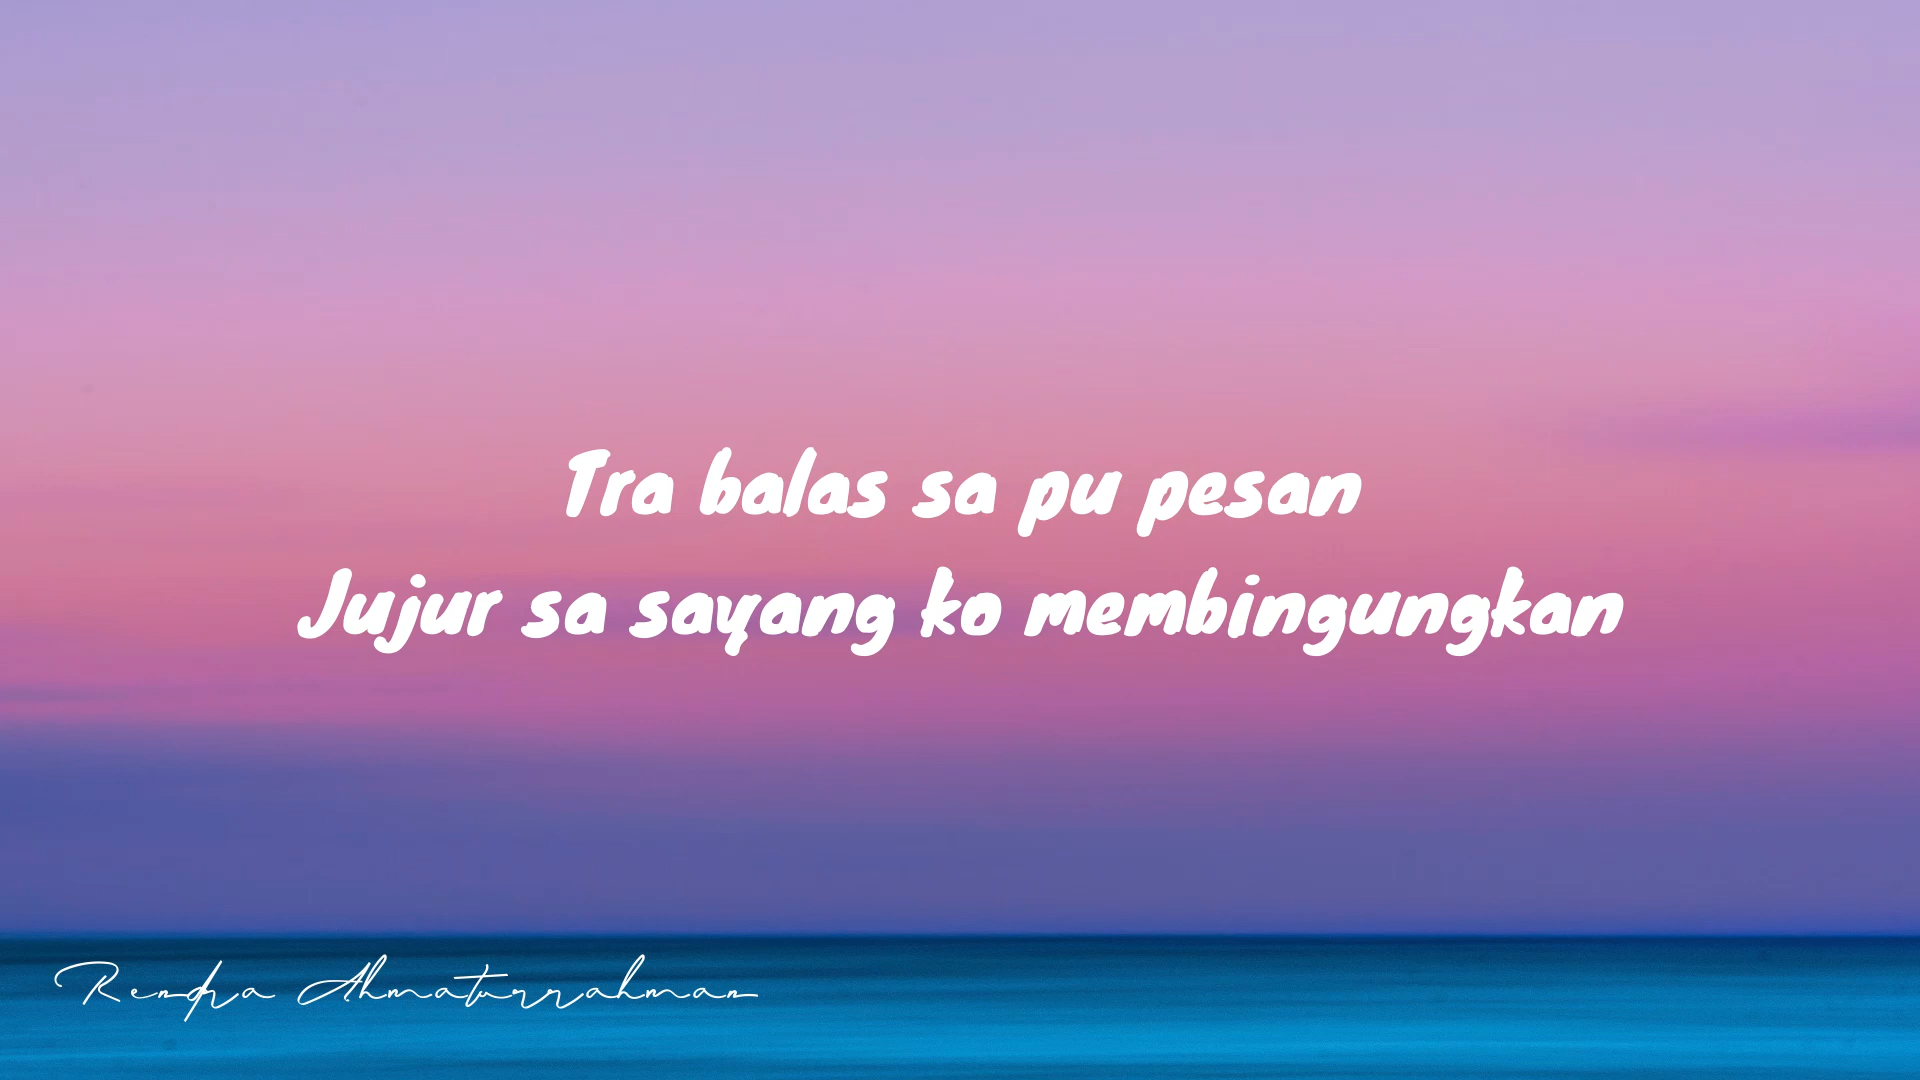 Tra balas sa pu pesan
Jujur sa sayang ko membingungkan
Rendra Ahmaturrahman